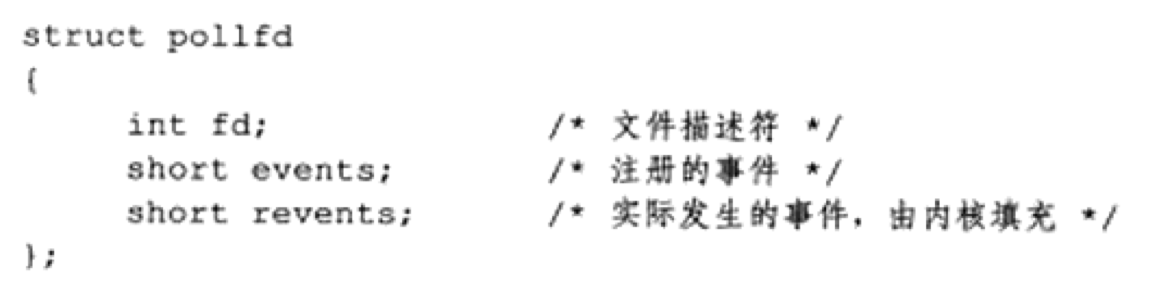 struct pollfd
{
int fd; /* 文件描述符 */
short events; /* 注册的事件 */
short revents; /* 实际发生的事件，由内核填充 */
};